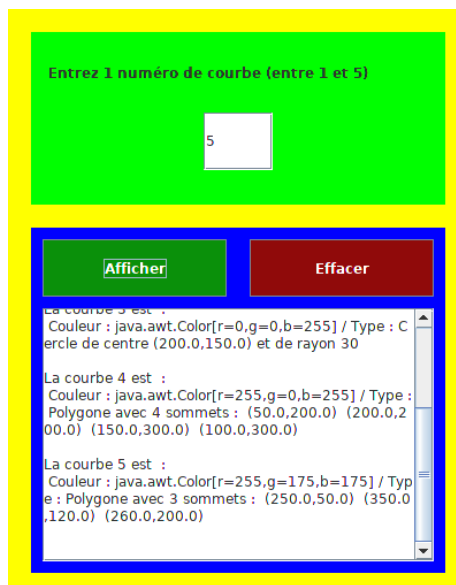 Entrez 1 numéro de courbe (entre 1 et 5)
5
Afficher
Effacer
La courbe 3 est  :
 Couleur : java.awt.Color[r=0,g=0,b=255] / Type : C
ercle de centre (200.0,150.0) et de rayon 30
La courbe 4 est  :
 Couleur : java.awt.Color[r=255,g=0,b=255] / Type :
 Polygone avec 4 sommets :  (50.0,200.0)  (200.0,2
00.0)  (150.0,300.0)  (100.0,300.0)
La courbe 5 est  :
 Couleur : java.awt.Color[r=255,g=175,b=175] / Typ
e : Polygone avec 3 sommets :  (250.0,50.0)  (350.0
,120.0)  (260.0,200.0)